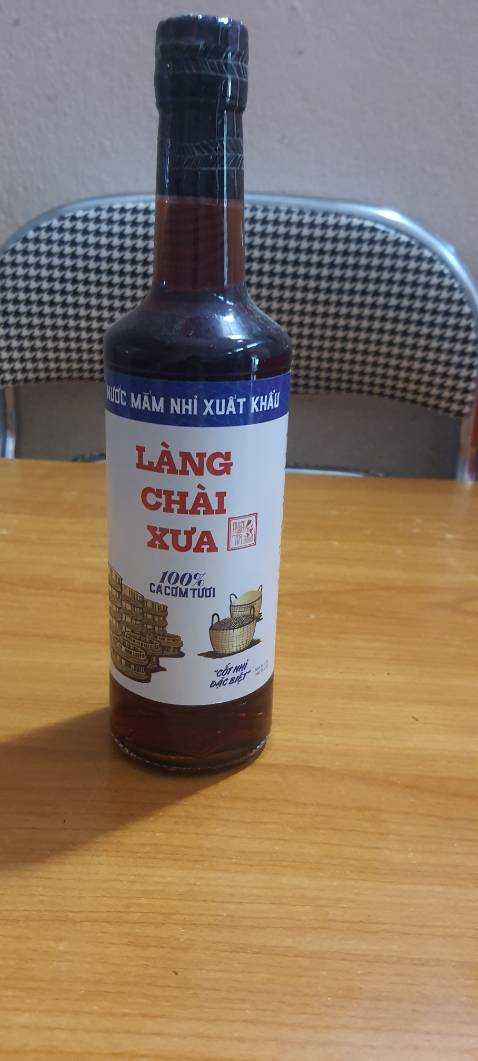 NƯỚC MẮM NHỈ XUẤT KHẨU
LÀNG
CHÀI
XƯA
100%
CÁ CƠM TƯƠI
"CỐT NHỈ
ĐẶC BIỆT"